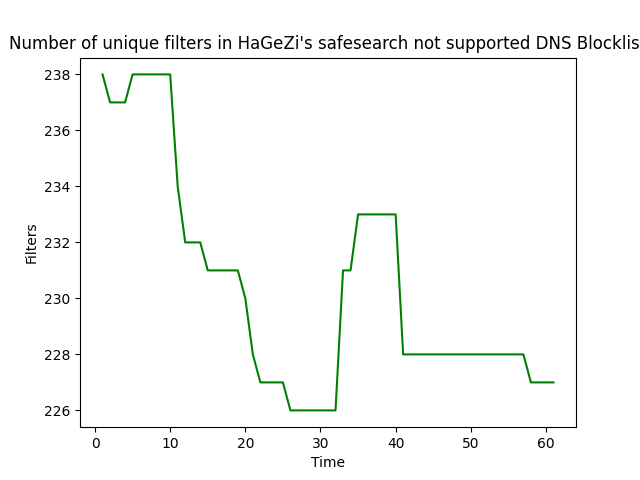 Number of unique filters in HaGeZi's safesearch not supported DNS Blocklis
238
236
234
232
230
228
226
Filters
0 10 20 30 40 50 60
Time